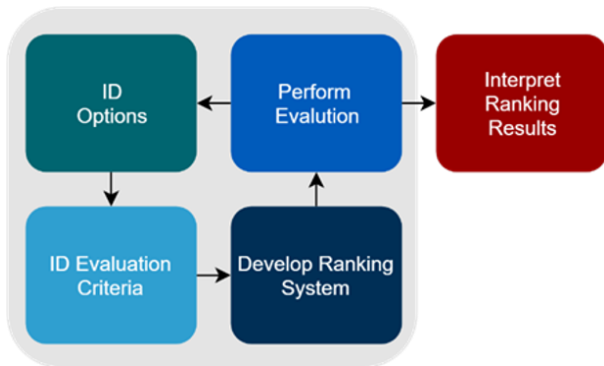 ID
Options
Perform
Evalution
Interpret
Ranking
Results
ID Evaluation
Criteria
Develop Ranking
System